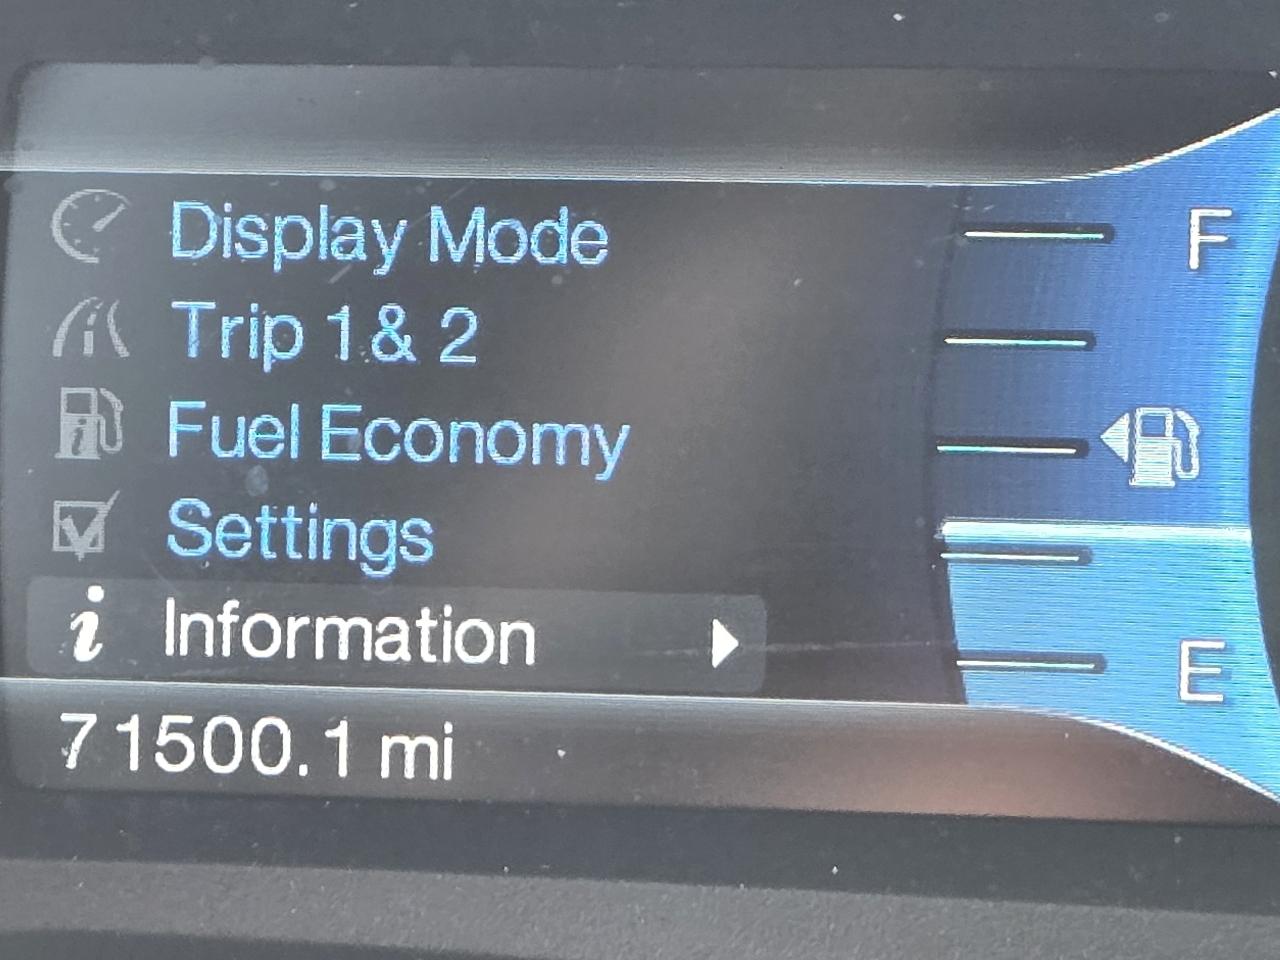 Display Mode
Trip 1 & 2
Fuel Economy
Settings
i Information
71500.1 mi
F
E